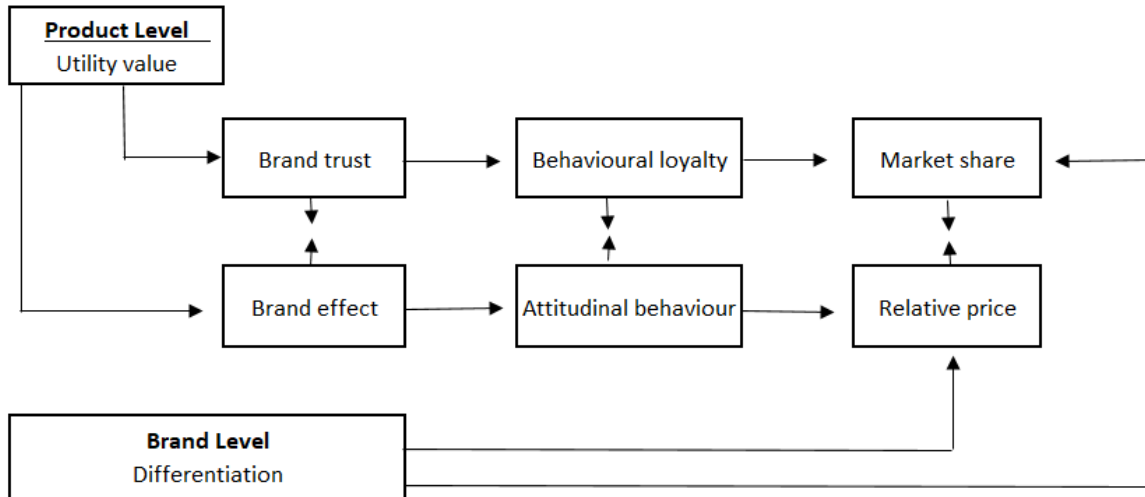 Product Level
Utility value
Brand trust
Behavioural loyalty
Market share
Brand effect
Attitudinal behaviour
Relative price
Brand Level
Differentiation